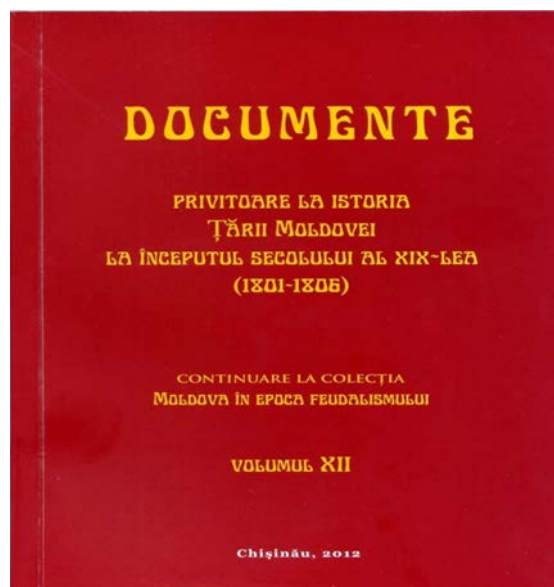 DOCUMENTE
PRIVITOARE LA ISTORIA
ȚĂRII MOLDOVEI
LA ÎNCEPUTUL SECOLULUI AL XIX-LEA
(1801-1806)
CONTINUARE LA COLECȚIA
MOLDOVA ÎN EPOCA FEUDALISMULUI
VOLUMUL XII
Chișinău, 2012